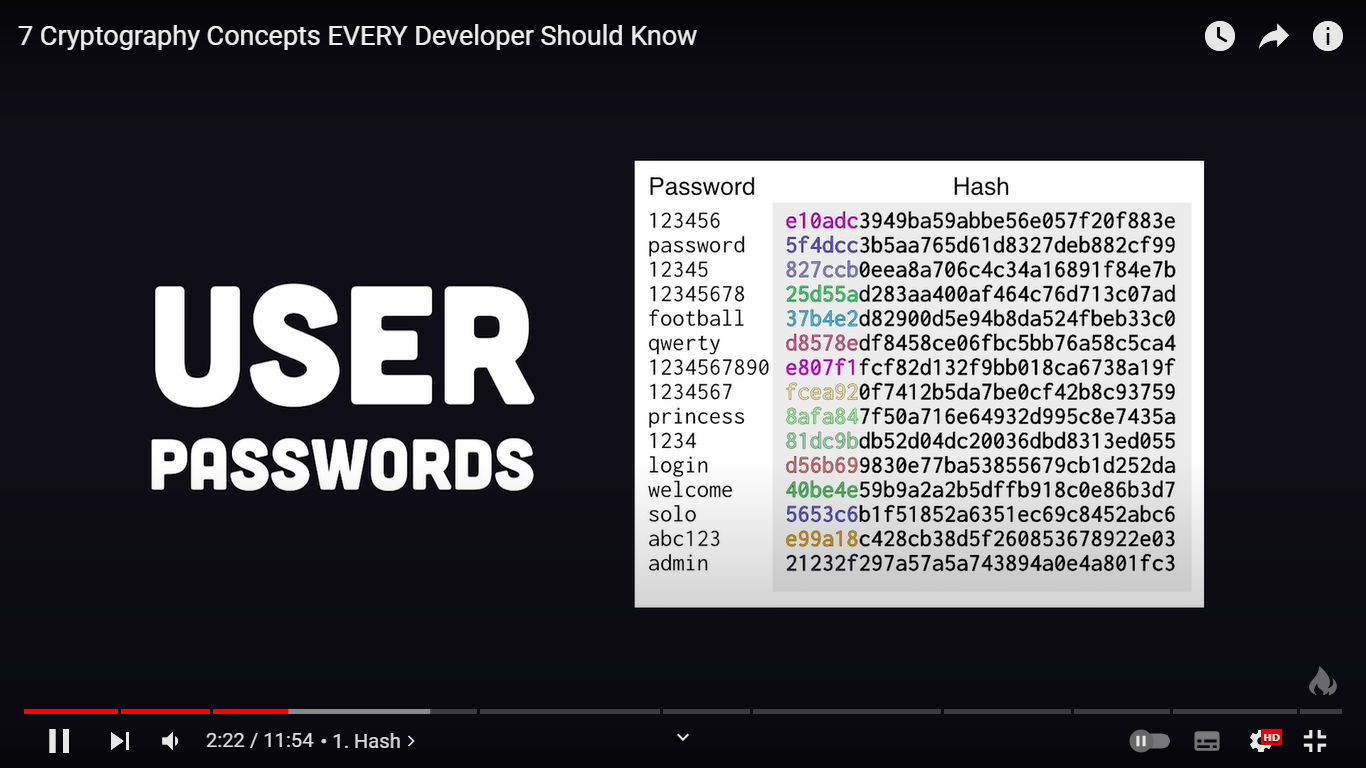 7 Cryptography Concepts EVERY Developer Should Know
USER
PASSWORDS
Password Hash
123456 e10adc3949ba59abbe56e057f20f883e
password 5f4dcc3b5aa765d61d8327deb882cf99
12345 827ccb0eea8a706c4c34a16891f84e7b
12345678 25d55ad283aa400af464c76d713c07ad
football 37b4e2d82900d5e94b8da524fbeb33c0
qwerty d8578edf8458ce06fbc5bb76a58c5ca4
1234567890 e807f1fcf82d132f9bb018ca6738a19f
1234567 fcea920f7412b5da7be0cf42b8c93759
princess 8afa847f50a716e64932d995c8e7435a
1234 81dc9bdb52d04dc20036dbd8313ed055
login d56b699830e77ba53855679cb1d252da
welcome 40be4e59b9a2a2b5dffb918c0e86b3d7
solo 5653c6b1f51852a6351ec69c8452abc6
abc123 e99a18c428cb38d5f260853678922e03
admin 21232f297a57a5a743894a0e4a801fc3
2:22 / 11:54 • 1. Hash
HD